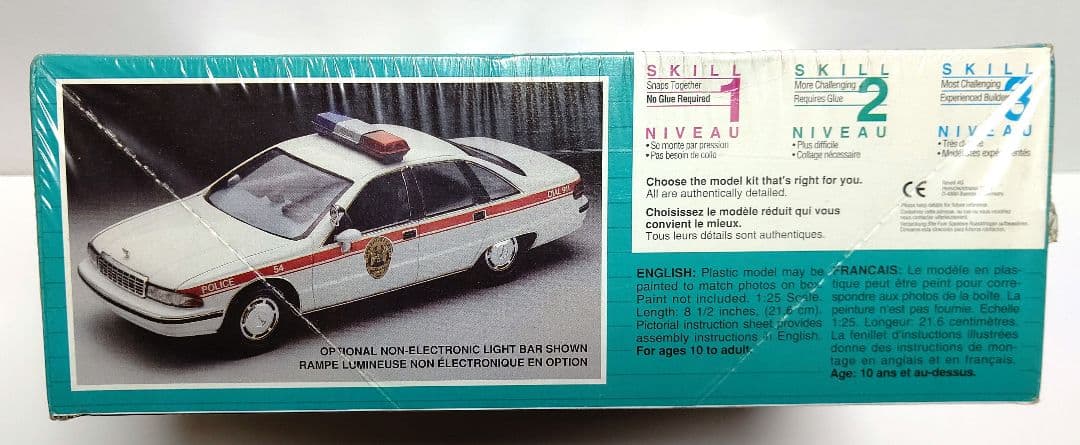 POLICE
54
DIAL 911
OPTIONAL NON-ELECTRONIC LIGHT BAR SHOWN
RAMPE LUMINEUSE NON ÉLECTRONIQUE EN OPTION
SKILL 1
Snaps Together
No Glue Required
NIVEAU
• Se monte par pression
• Pas besoin de colle
SKILL 2
More Challenging
Requires Glue
NIVEAU
• Plus difficile
• Collage nécessaire
SKILL 3
Most Challenging
Experienced Builder
NIVEAU
• Très
Choose the model kit that's right for you.
All are authentically detailed.
Choisissez le modèle réduit qui vous
convient le mieux.
Tous leurs détails sont authentiques.
CE
Revell AG
ENGLISH: Plastic model may be
painted to match photos on box.
Paint not included. 1:25 Scale.
Length: 8 1/2 inches, (21.6 cm).
Pictorial instruction sheet provides
assembly instructions in English.
For ages 10 to adult.
FRANCAIS: Le modèle en plas-
tique peut être peint pour corre-
spondre aux photos de la boîte. La
peinture n'est pas fournie. Echelle
1:25. Longeur: 21.6 centimètres.
La fenillet d'instuctions illustrées
donne des instructions de mon-
tage en anglais et en français.
Age: 10 ans et au-dessus.